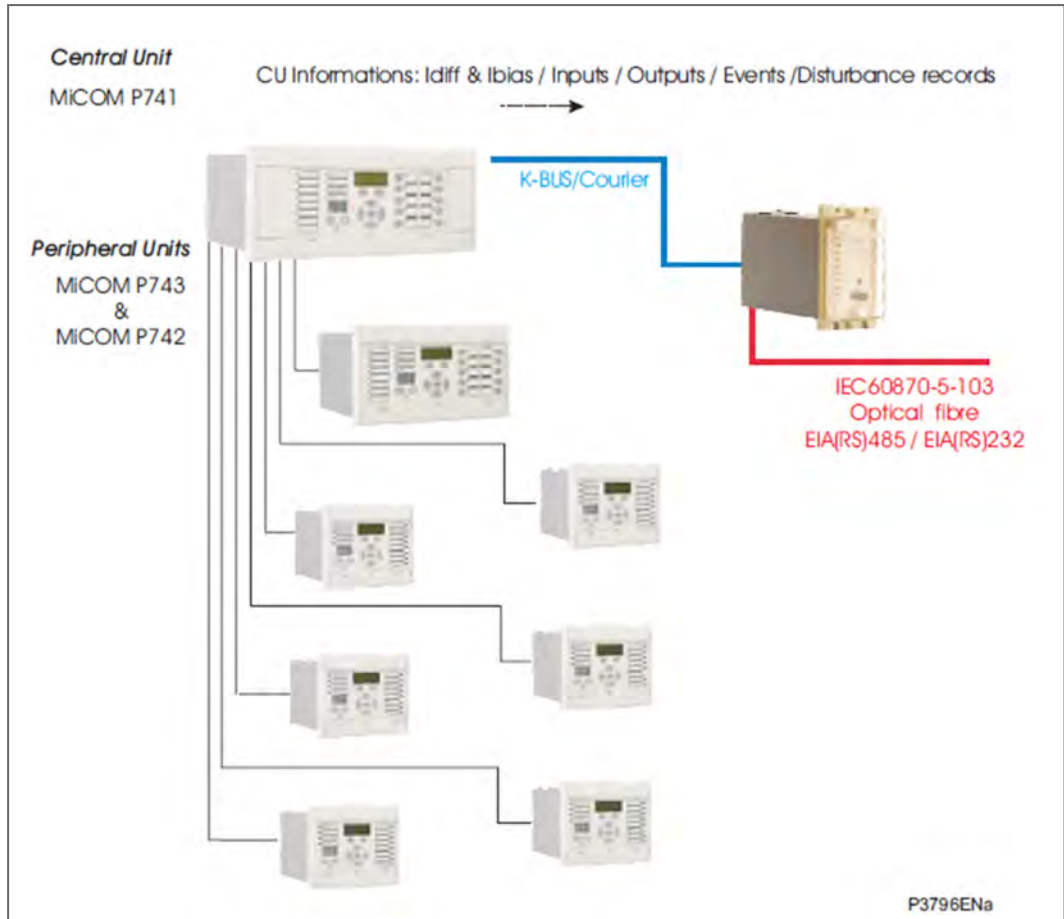 Central Unit
MiCOM P741
CU Informations: Idiff & Ibias / Inputs / Outputs / Events /Disturbance records
K-BUS/Courier
Peripheral Units
MiCOM P743
&
MiCOM P742
IEC60870-5-103
Optical fibre
EIA(RS)485 / EIA(RS)232
P3796ENa